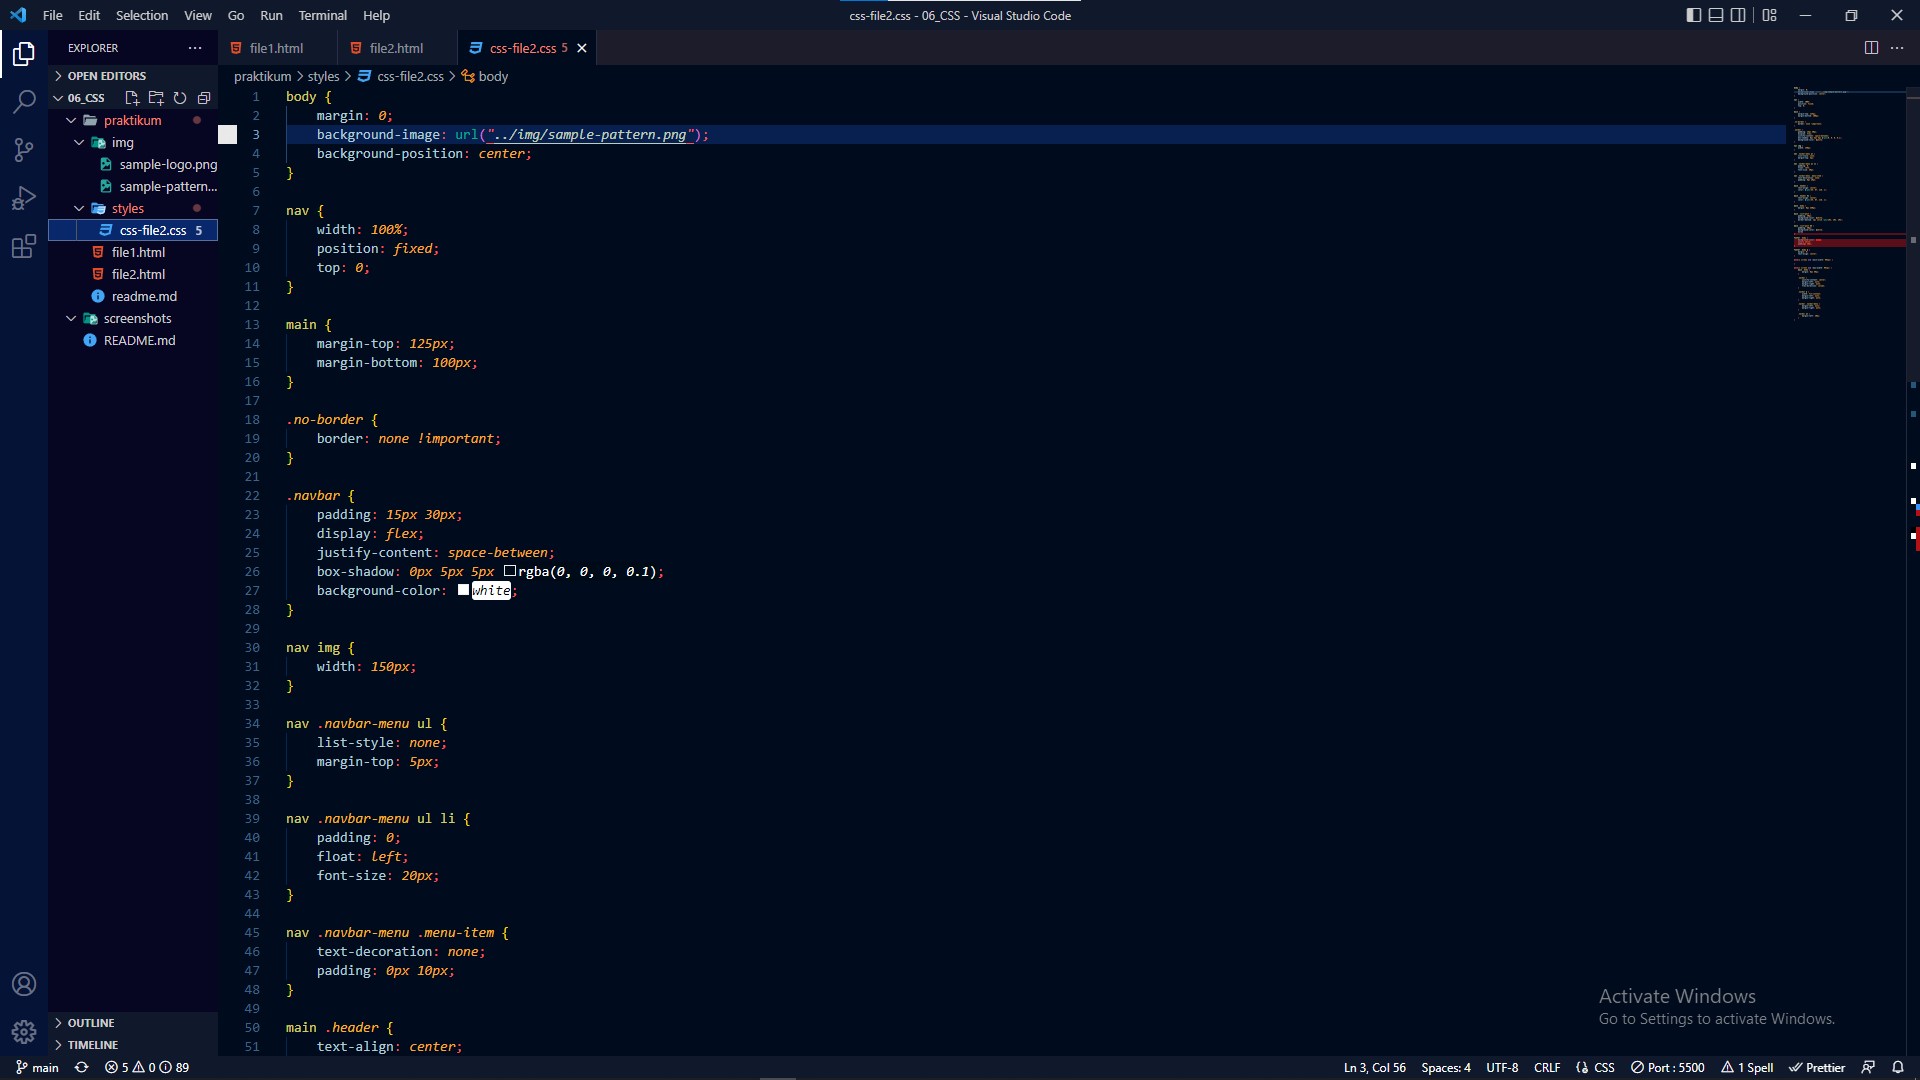 File Edit Selection View Go Run Terminal Help
css-file2.css - 06_CSS - Visual Studio Code
EXPLORER
file1.html
file2.html
css-file2.css 5
OPEN EDITORS
06_CSS
praktikum
img
sample-logo.png
sample-pattern...
styles
css-file2.css 5
file1.html
file2.html
readme.md
screenshots
README.md
OUTLINE
TIMELINE
praktikum > styles > css-file2.css > body
1 body {
2 margin: 0;
3 background-image: url("../img/sample-pattern.png");
4 background-position: center;
5 }
6
7 nav {
8 width: 100%;
9 position: fixed;
10 top: 0;
11 }
12
13 main {
14 margin-top: 125px;
15 margin-bottom: 100px;
16 }
17
18 .no-border {
19 border: none !important;
20 }
21
22 .navbar {
23 padding: 15px 30px;
24 display: flex;
25 justify-content: space-between;
26 box-shadow: 0px 5px 5px rgba(0, 0, 0, 0.1);
27 background-color: white;
28 }
29
30 nav img {
31 width: 150px;
32 }
33
34 nav .navbar-menu ul {
35 list-style: none;
36 margin-top: 5px;
37 }
38
39 nav .navbar-menu ul li {
40 padding: 0;
41 float: left;
42 font-size: 20px;
43 }
44
45 nav .navbar-menu .menu-item {
46 text-decoration: none;
47 padding: 0px 10px;
48 }
49
50 main .header {
51 text-align: center;
Activate Windows
Go to Settings to activate Windows.
main 5 0 89
Ln 3, Col 56 Spaces: 4 UTF-8 CRLF CSS Port : 5500 1 Spell Prettier